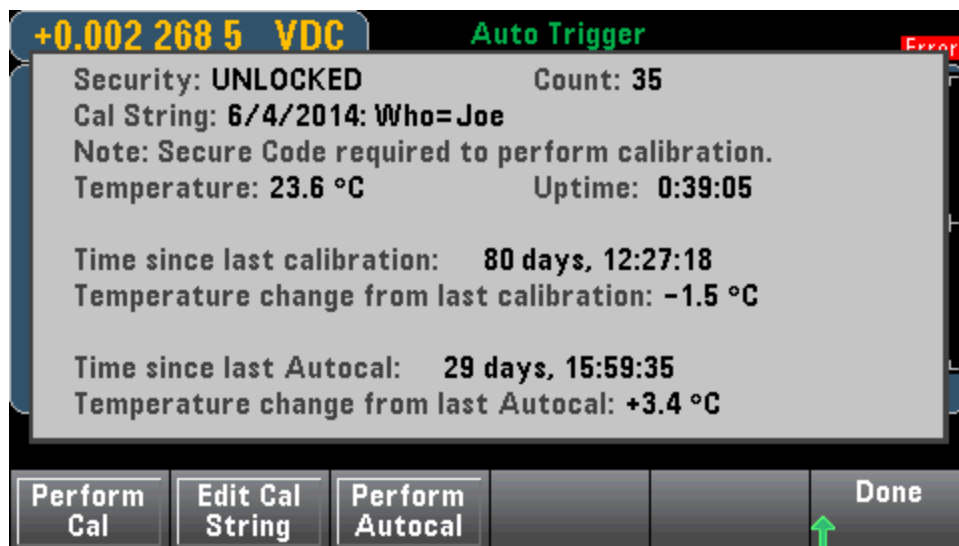 +0.002 268 5 VDC Auto Trigger
Error
Security: UNLOCKED Count: 35
Cal String: 6/4/2014: Who=Joe
Note: Secure Code required to perform calibration.
Temperature: 23.6 °C Uptime: 0:39:05
Time since last calibration: 80 days, 12:27:18
Temperature change from last calibration: -1.5 °C
Time since last Autocal: 29 days, 15:59:35
Temperature change from last Autocal: +3.4 °C
Perform Edit Cal Perform Done
Cal String Autocal